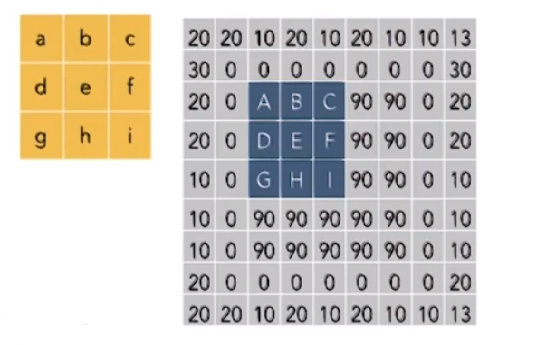 a b c
d e f
g h i
20 20 10 20 10 20 10 10 13
30 0 0 0 0 0 0 0 30
20 0 A B C 90 90 0 20
20 0 D E F 90 90 0 20
10 0 G H I 90 90 0 10
10 0 90 90 90 90 90 0 10
10 0 90 90 90 90 90 0 10
20 0 0 0 0 0 0 0 20
20 20 10 20 10 20 10 10 13